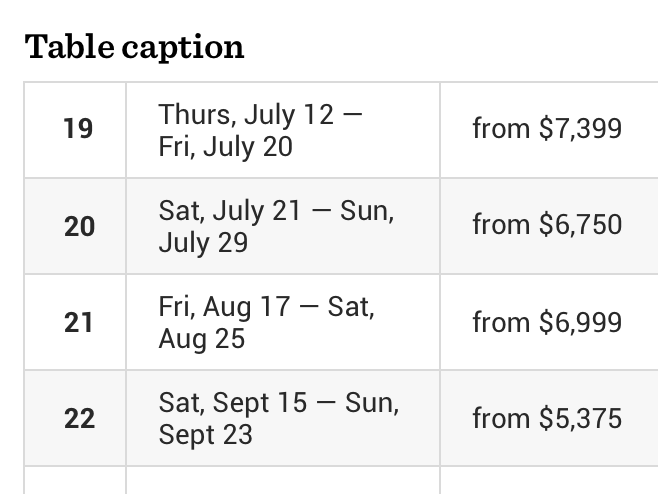 Table caption
19
Thurs, July 12 —
Fri, July 20
from $7,399
20
Sat, July 21 — Sun,
July 29
from $6,750
21
Fri, Aug 17 — Sat,
Aug 25
from $6,999
22
Sat, Sept 15 — Sun,
Sept 23
from $5,375